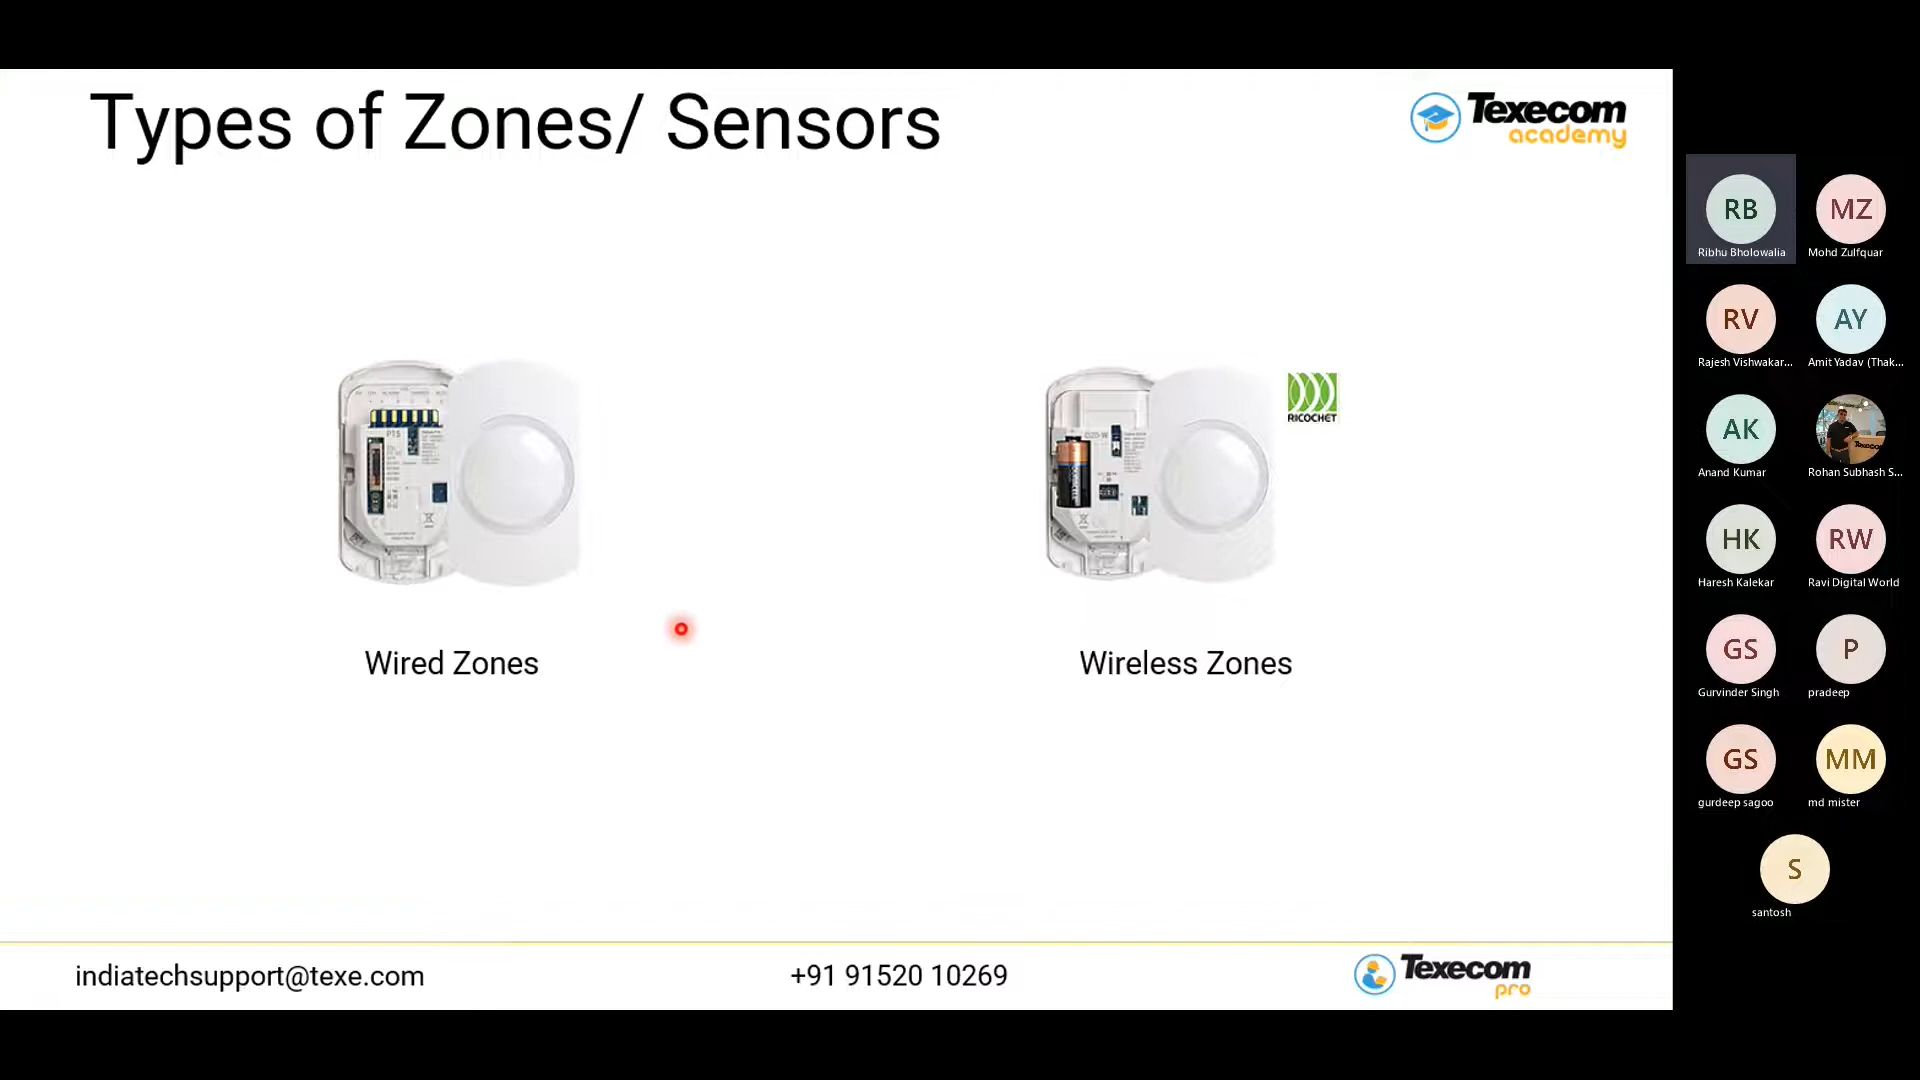 Types of Zones/ Sensors
Texecom
academy
RICOCHET
Wired Zones
Wireless Zones
indiatechsupport@texe.com
+91 91520 10269
Texecom
pro
RB
Ribhu Bholowalia
MZ
Mohd Zulfquar
RV
Rajesh Vishwakar...
AY
Amit Yadav (Thak...
AK
Anand Kumar
Rohan Subhash S...
HK
Haresh Kalekar
RW
Ravi Digital World
GS
Gurvinder Singh
P
pradeep
GS
gurdeep sagoo
MM
md mister
S
santosh